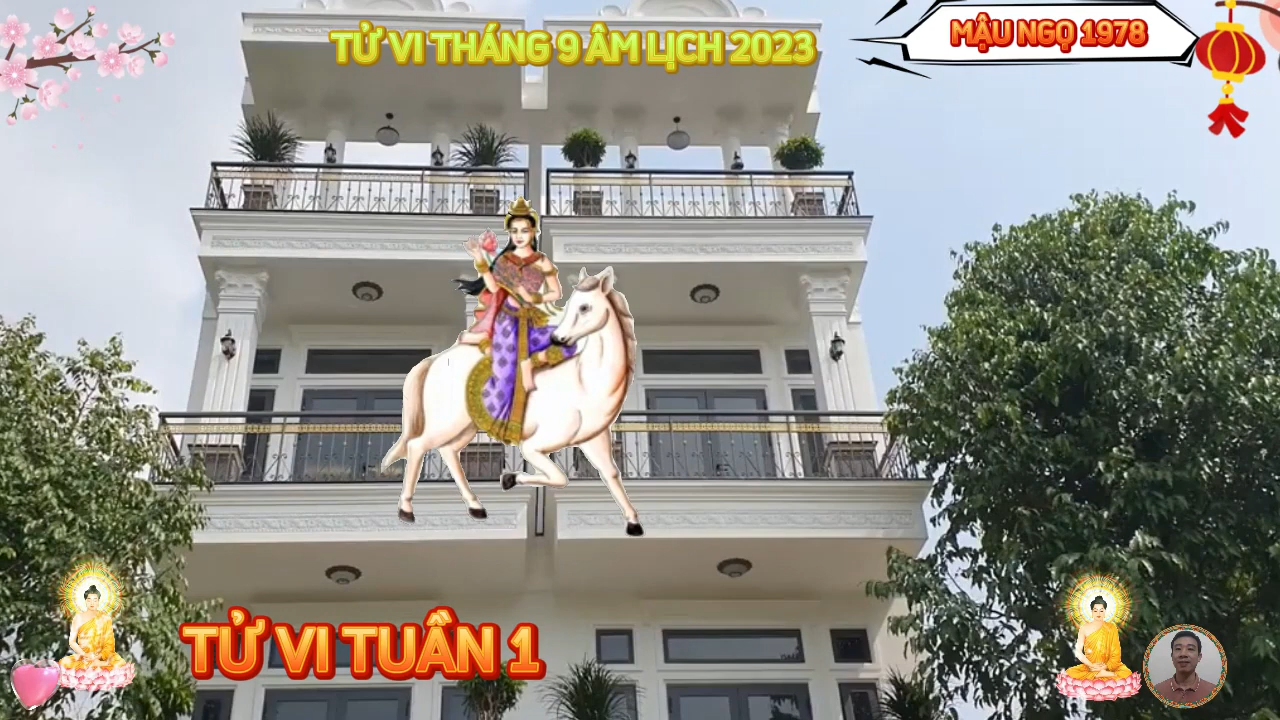 TỬ VI THÁNG 9 ÂM LỊCH 2023
MẬU NGỌ 1978
TỬ VI TUẦN 1